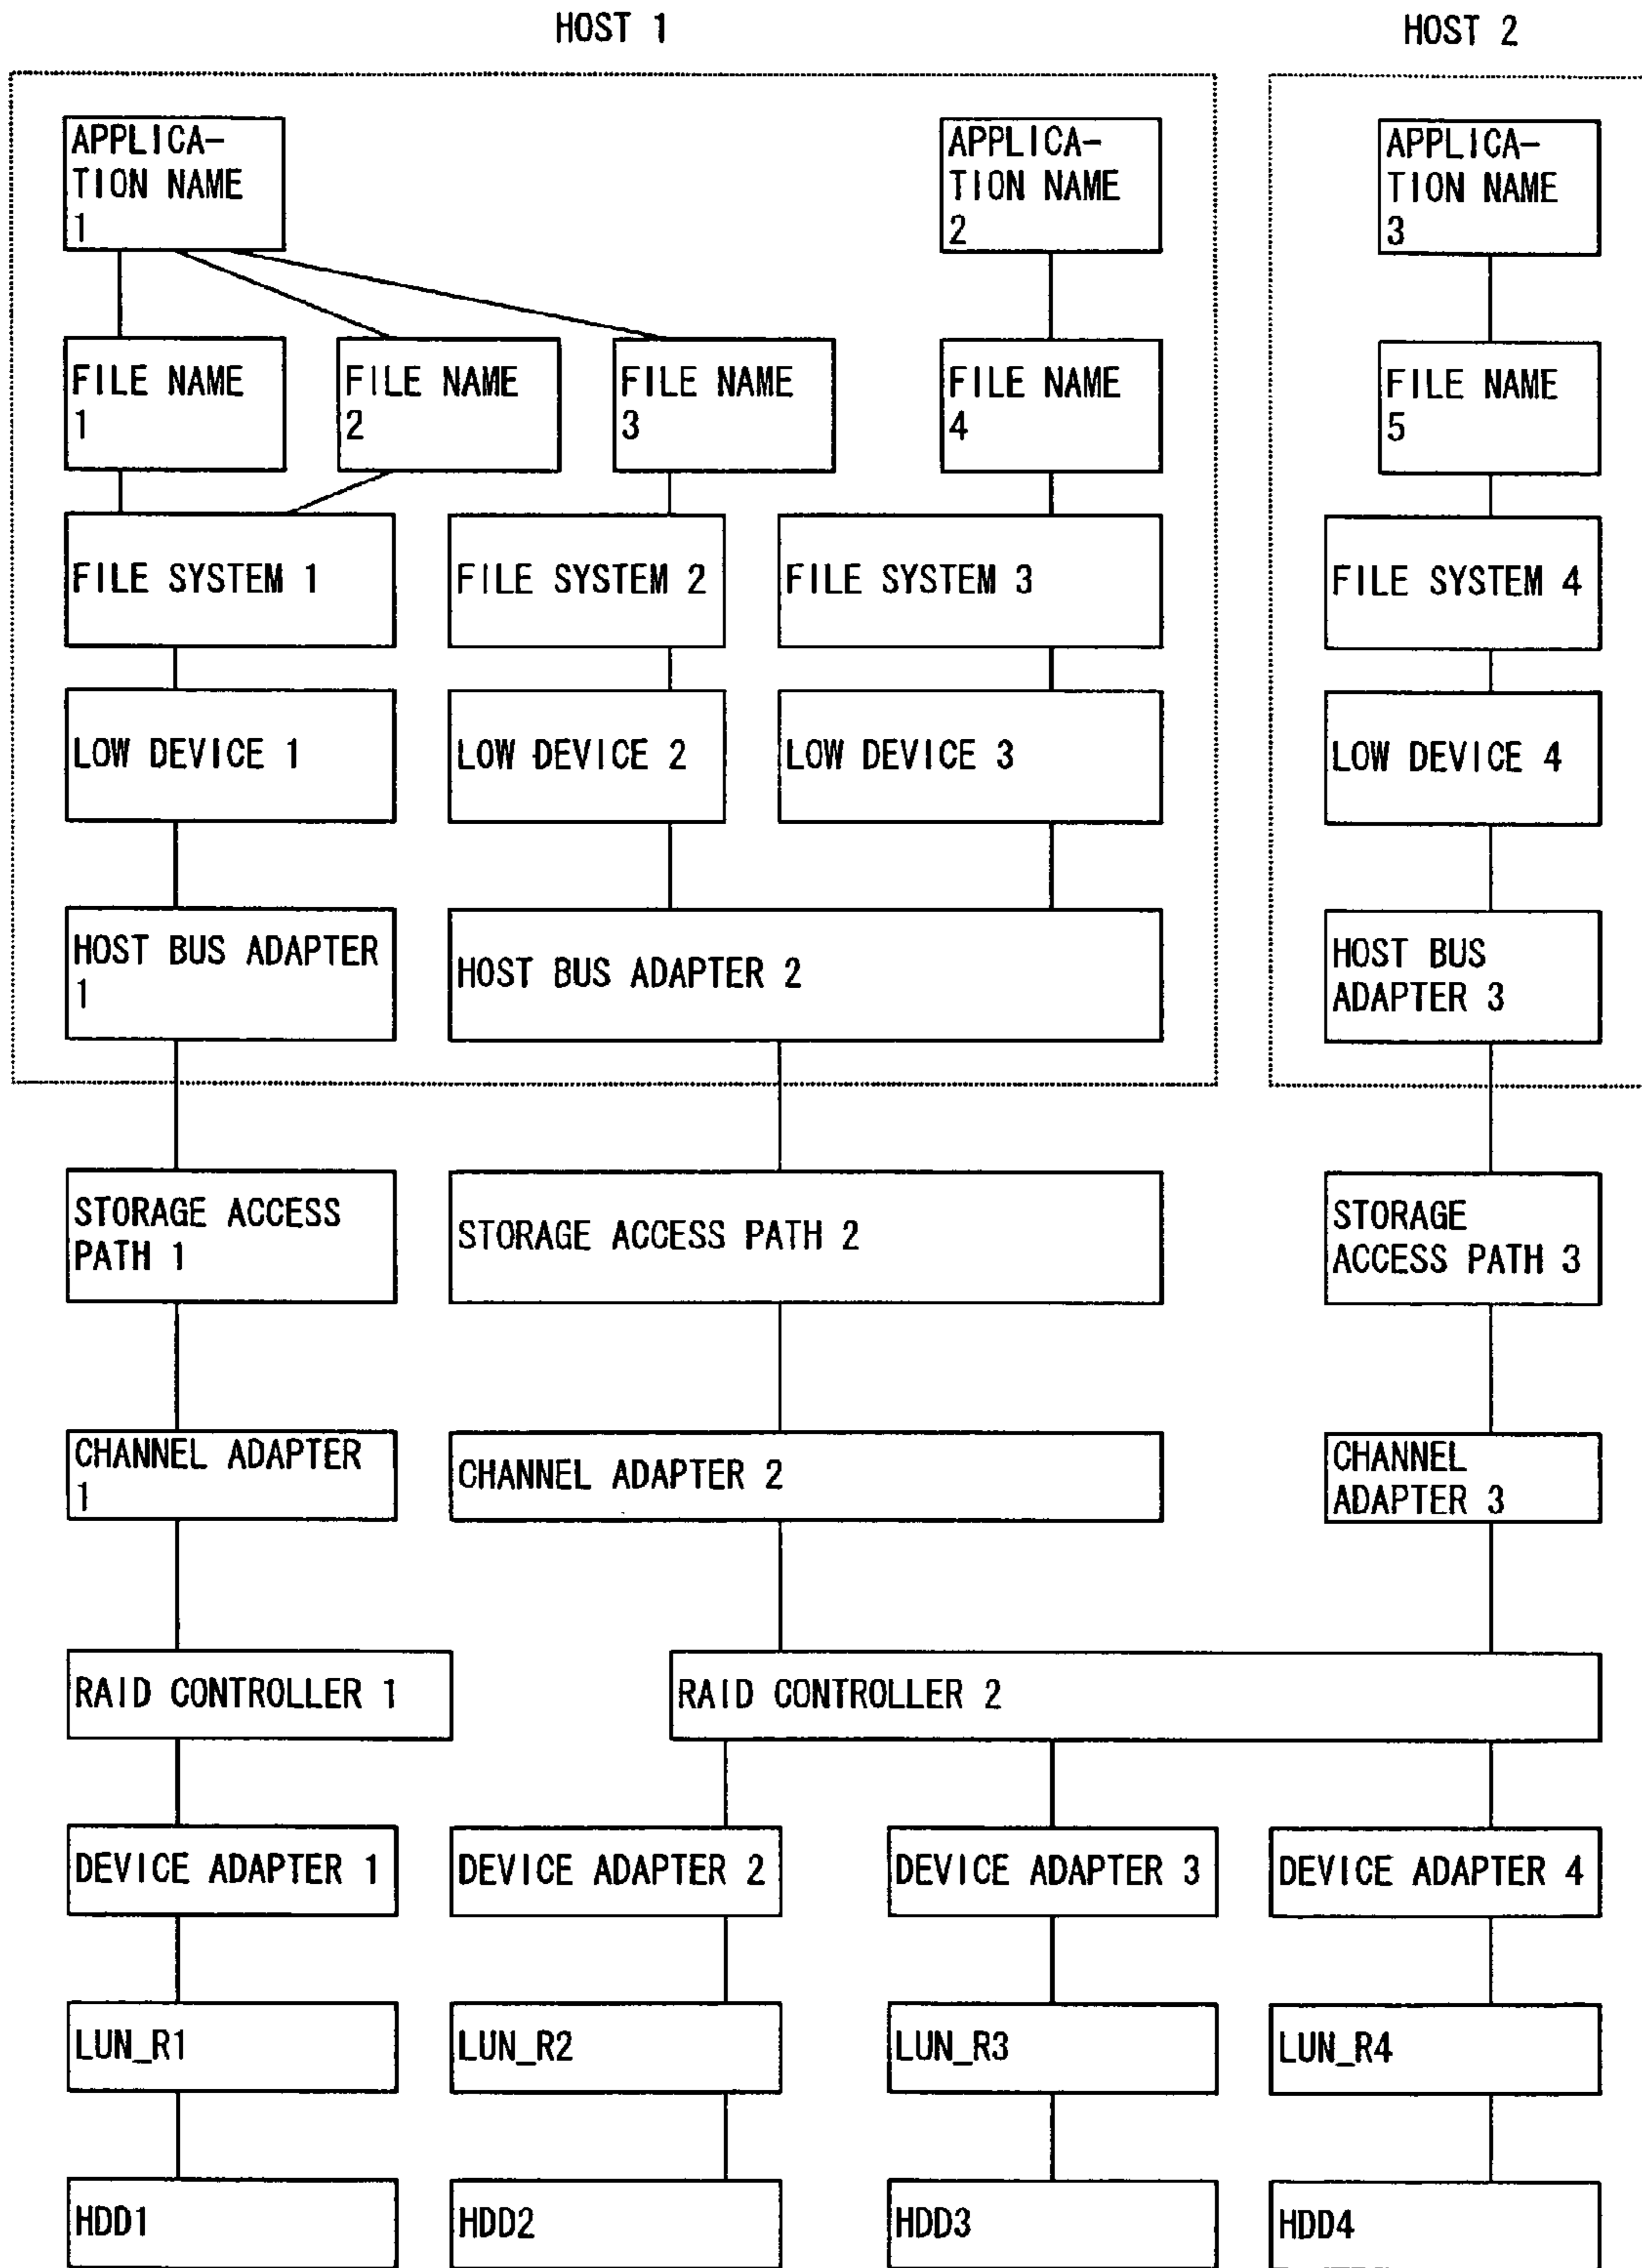 HOST 1
HOST 2
APPLICA-
TION NAME
1
APPLICA-
TION NAME
2
APPLICA-
TION NAME
3
FILE NAME
1
FILE NAME
2
FILE NAME
3
FILE NAME
4
FILE NAME
5
FILE SYSTEM 1
FILE SYSTEM 2
FILE SYSTEM 3
FILE SYSTEM 4
LOW DEVICE 1
LOW DEVICE 2
LOW DEVICE 3
LOW DEVICE 4
HOST BUS ADAPTER
1
HOST BUS ADAPTER 2
HOST BUS
ADAPTER 3
STORAGE ACCESS
PATH 1
STORAGE ACCESS PATH 2
STORAGE
ACCESS PATH 3
CHANNEL ADAPTER
1
CHANNEL ADAPTER 2
CHANNEL
ADAPTER 3
RAID CONTROLLER 1
RAID CONTROLLER 2
DEVICE ADAPTER 1
DEVICE ADAPTER 2
DEVICE ADAPTER 3
DEVICE ADAPTER 4
LUN_R1
LUN_R2
LUN_R3
LUN_R4
HDD1
HDD2
HDD3
HDD4